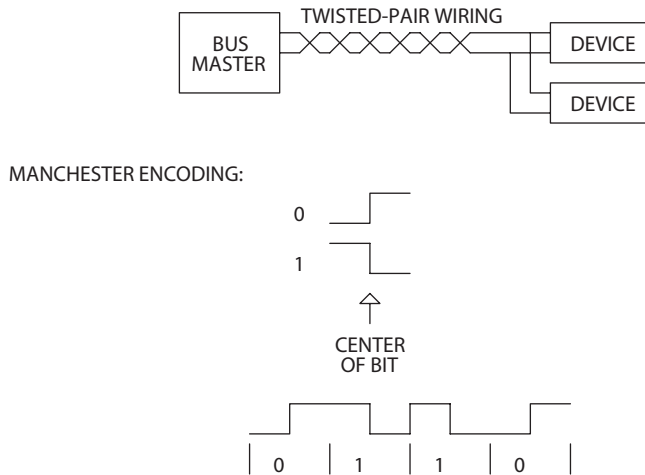 TWISTED-PAIR WIRING
BUS
MASTER
DEVICE
DEVICE
MANCHESTER ENCODING:
0
1
CENTER
OF BIT
0 1 1 0